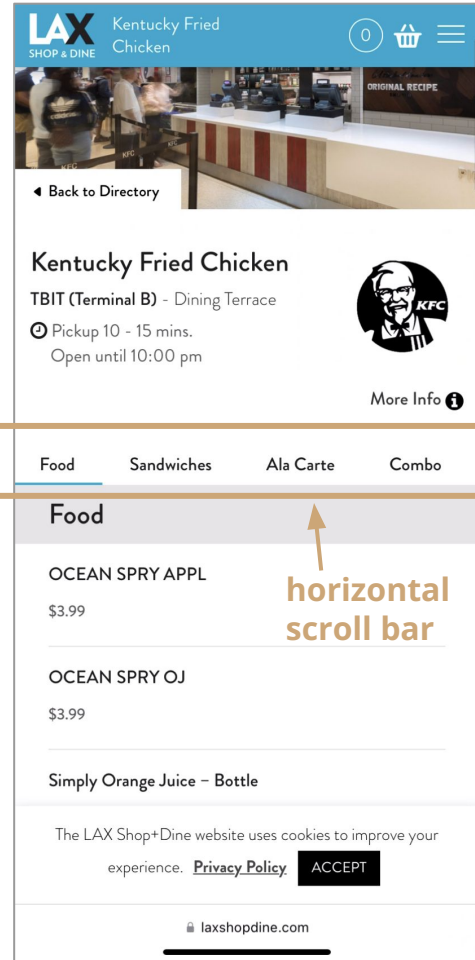 LAX
SHOP & DINE
Kentucky Fried
Chicken
0
ORIGINAL RECIPE
KFC
KFC
Back to Directory
Kentucky Fried Chicken
TBIT (Terminal B) - Dining Terrace
Pickup 10 - 15 mins.
Open until 10:00 pm
KFC
More Info
Food Sandwiches Ala Carte Combo
Food
OCEAN SPRY APPL
$3.99
horizontal
scroll bar
OCEAN SPRY OJ
$3.99
Simply Orange Juice – Bottle
The LAX Shop+Dine website uses cookies to improve your
experience. Privacy Policy ACCEPT
laxshopdine.com